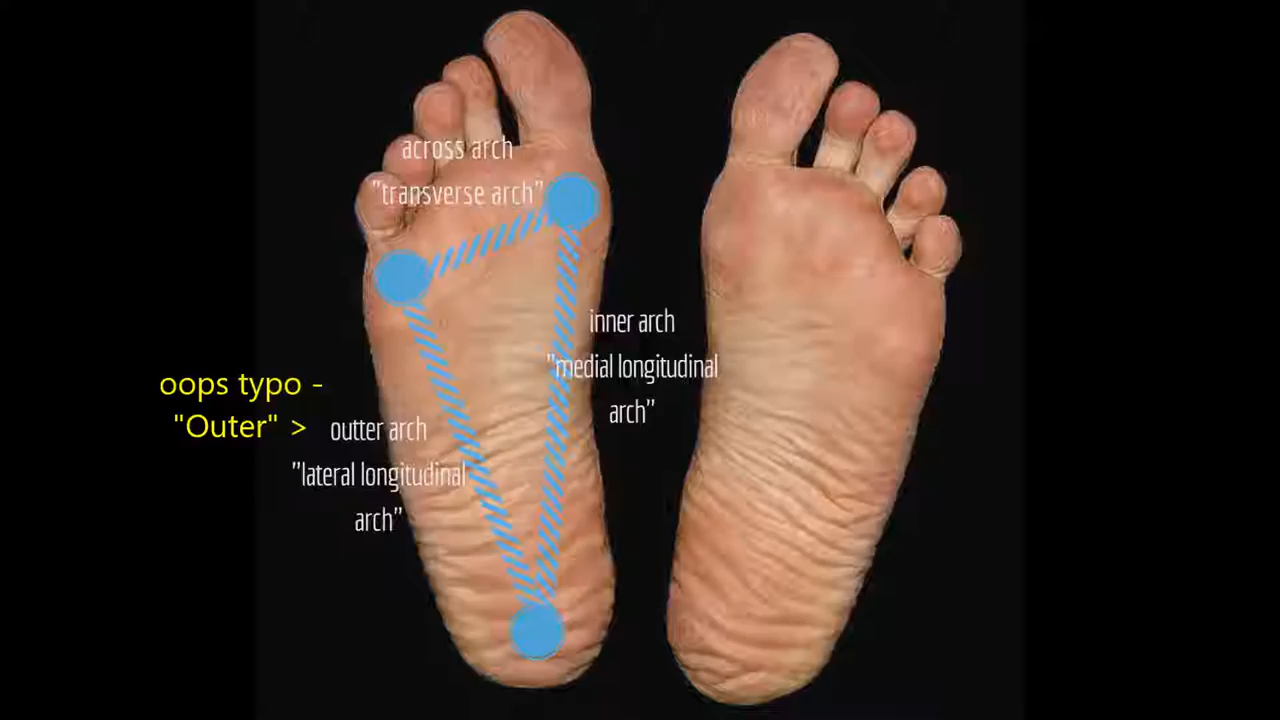 across arch
"transverse arch"
inner arch
"medial longitudinal
arch"
oops typo -
"Outer" >
outter arch
"lateral longitudinal
arch"